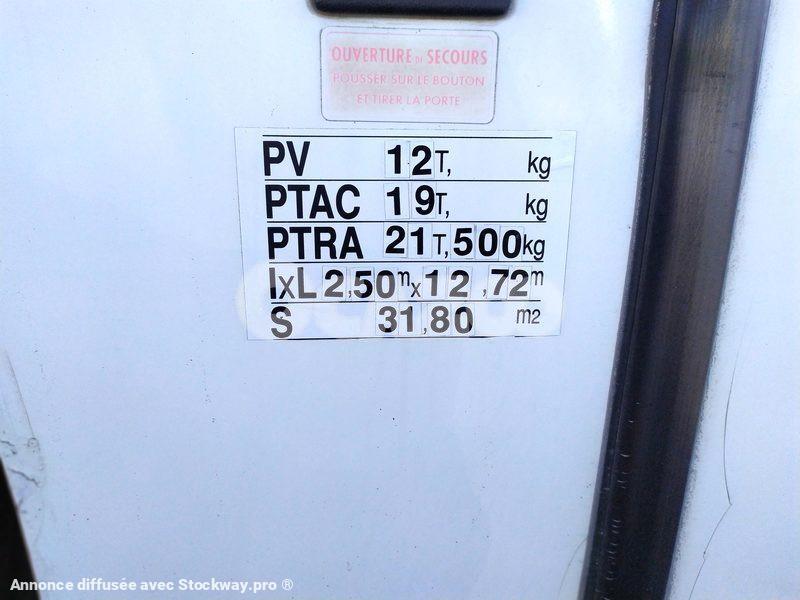 OUVERTURE DE SECOURS
POUSSER SUR LE BOUTON
ET TIRER LA PORTE
PV 12T, kg
PTAC 19T, kg
PTRA 21T,500kg
lxL 2,50m x 12,72m
S 31,80 m2
Annonce diffusée avec Stockway.pro ®